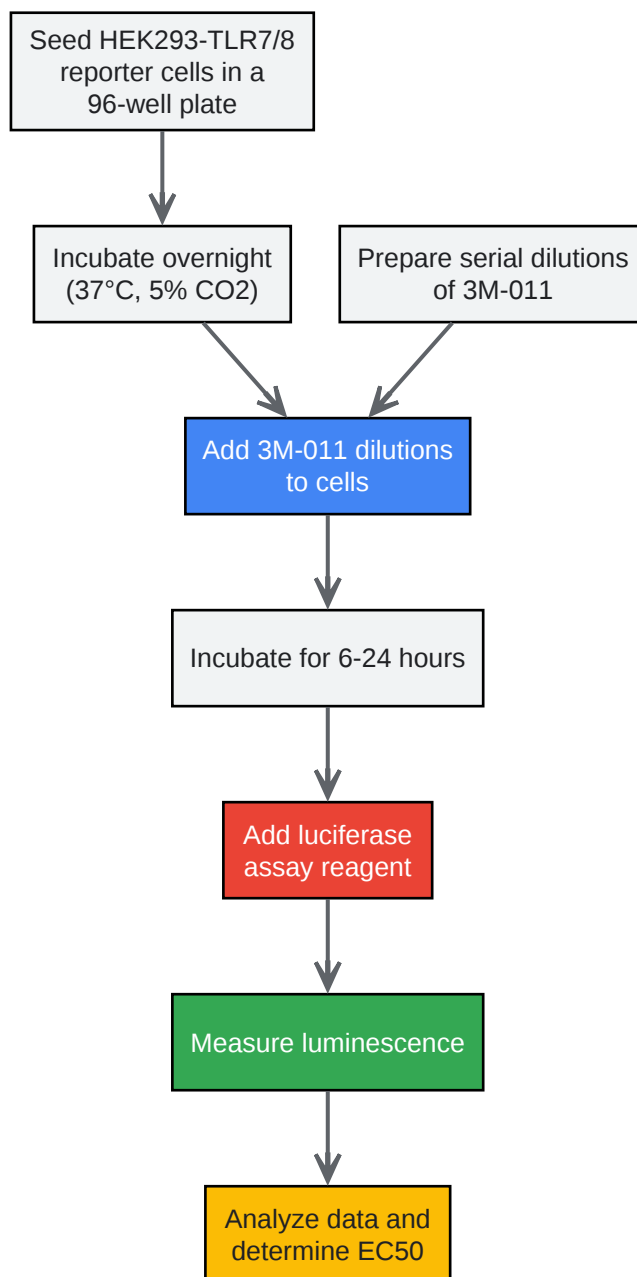 Seed HEK293-TLR7/8
reporter cells in a
96-well plate
Incubate overnight
(37°C, 5% CO2)
Prepare serial dilutions
of 3M-011
Add 3M-011 dilutions
to cells
Incubate for 6-24 hours
Add luciferase
assay reagent
Measure luminescence
Analyze data and
determine EC50